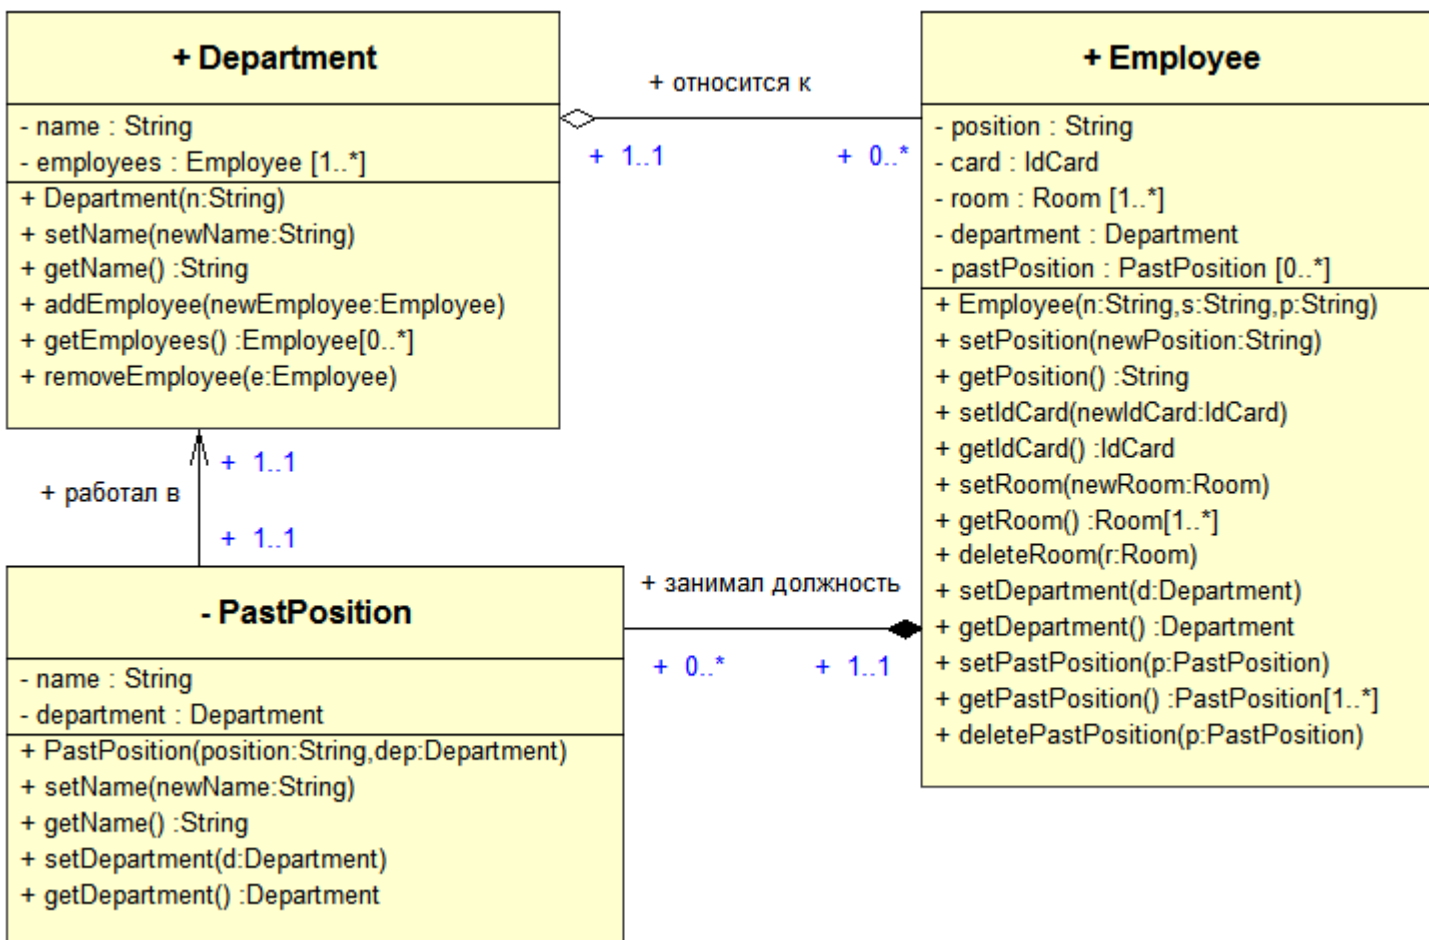 + Department
- name : String
- employees : Employee [1..*]
+ Department(n:String)
+ setName(newName:String)
+ getName() :String
+ addEmployee(newEmployee:Employee)
+ getEmployees() :Employee[0..*]
+ removeEmployee(e:Employee)
+ относится к
+ 1..1
+ 0..*
+ Employee
- position : String
- card : IdCard
- room : Room [1..*]
- department : Department
- pastPosition : PastPosition [0..*]
+ Employee(n:String,s:String,p:String)
+ setPosition(newPosition:String)
+ getPosition() :String
+ setIdCard(newIdCard:IdCard)
+ getIdCard() :IdCard
+ setRoom(newRoom:Room)
+ getRoom() :Room[1..*]
+ deleteRoom(r:Room)
+ setDepartment(d:Department)
+ getDepartment() :Department
+ setPastPosition(p:PastPosition)
+ getPastPosition() :PastPosition[1..*]
+ deletePastPosition(p:PastPosition)
+ 1..1
+ работал в
+ 1..1
+ занимал должность
+ 0..*
+ 1..1
- PastPosition
- name : String
- department : Department
+ PastPosition(position:String,dep:Department)
+ setName(newName:String)
+ getName() :String
+ setDepartment(d:Department)
+ getDepartment() :Department